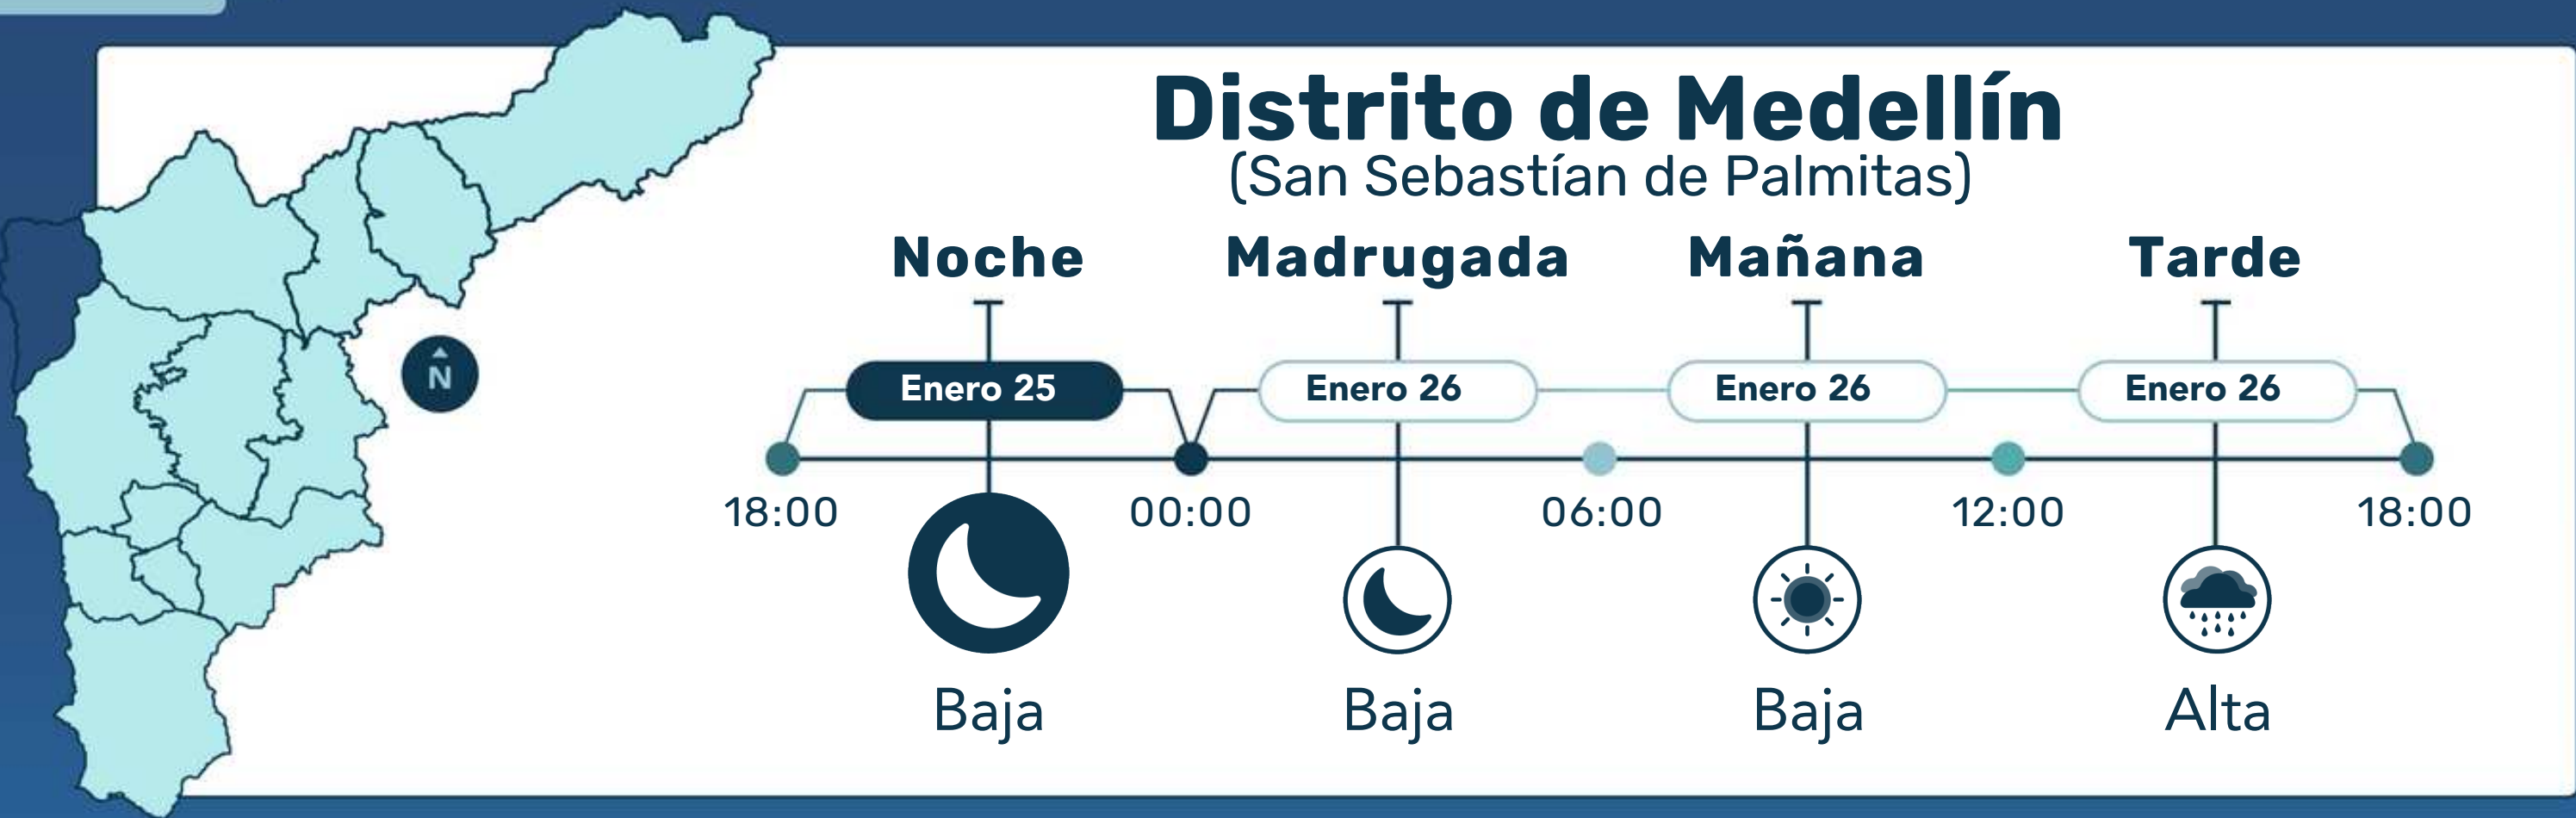 Distrito de Medellín
(San Sebastían de Palmitas)
Noche Madrugada Mañana Tarde
Enero 25 Enero 26 Enero 26 Enero 26
N
18:00 00:00 06:00 12:00 18:00
Baja Baja Baja Alta